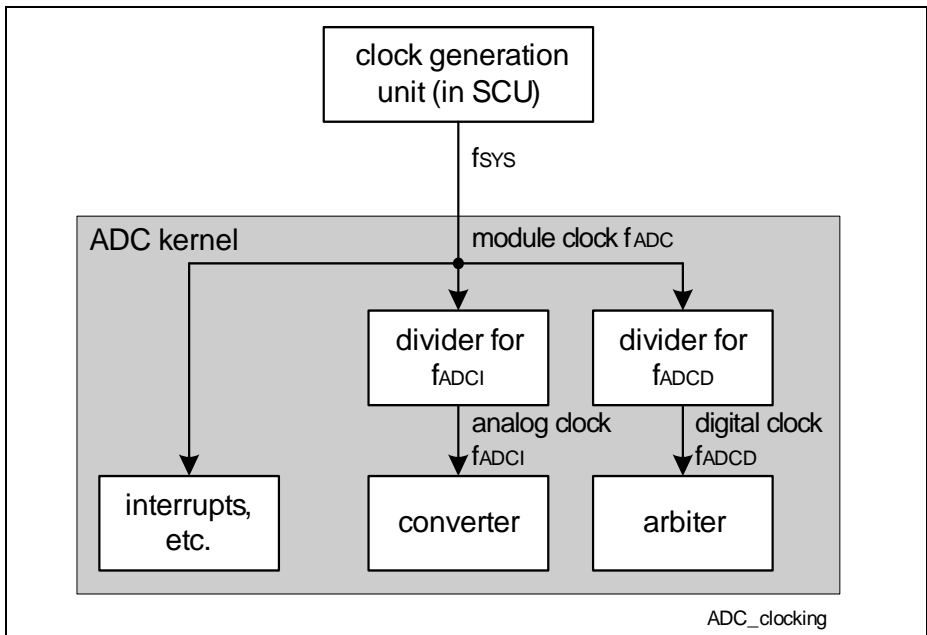 clock generation
unit (in SCU)
fSYS
ADC kernel
module clock fADC
divider for
fADCI
divider for
fADCD
analog clock
fADCI
digital clock
fADCD
interrupts,
etc.
converter
arbiter
ADC_clocking